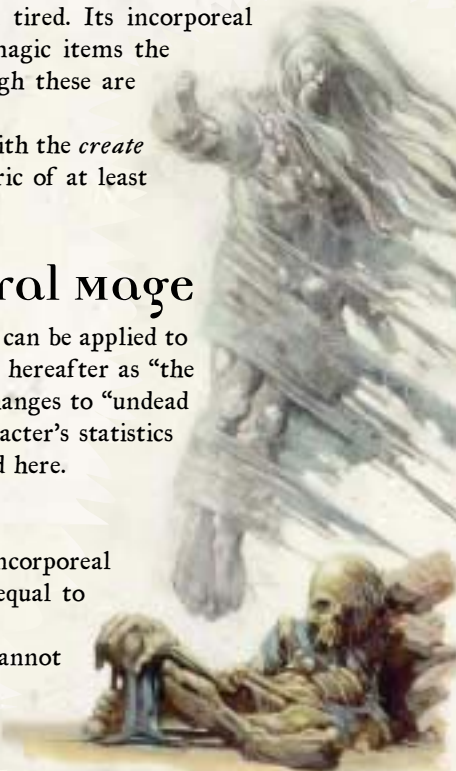 tired. Its incorporeal
magic items the
gh these are
ith the create
ric of at least
ral Mage
can be applied to
hereafter as “the
anges to “undead
acter’s statistics
d here.
ncorporeal
equal to
annot